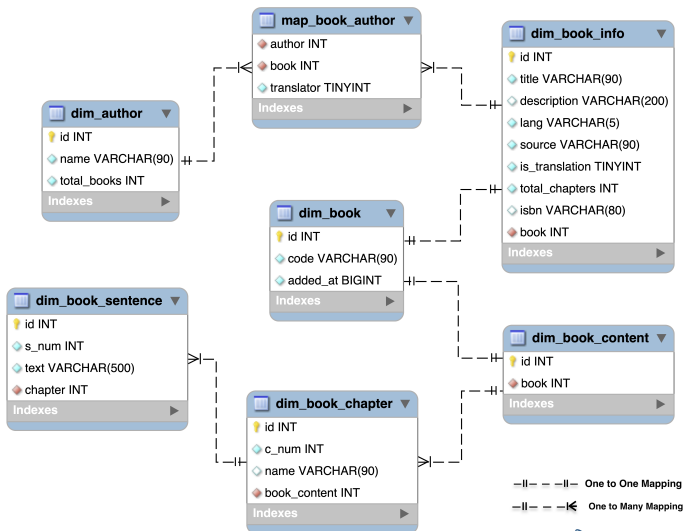 map_book_author
author INT
book INT
translator TINYINT
Indexes
dim_book_info
id INT
title VARCHAR(90)
description VARCHAR(200)
lang VARCHAR(5)
source VARCHAR(90)
is_translation TINYINT
total_chapters INT
isbn VARCHAR(80)
book INT
Indexes
dim_author
id INT
name VARCHAR(90)
total_books INT
Indexes
dim_book
id INT
code VARCHAR(90)
added_at BIGINT
Indexes
dim_book_sentence
id INT
s_num INT
text VARCHAR(500)
chapter INT
Indexes
dim_book_content
id INT
book INT
Indexes
dim_book_chapter
id INT
c_num INT
name VARCHAR(90)
book_content INT
Indexes
One to One Mapping
One to Many Mapping